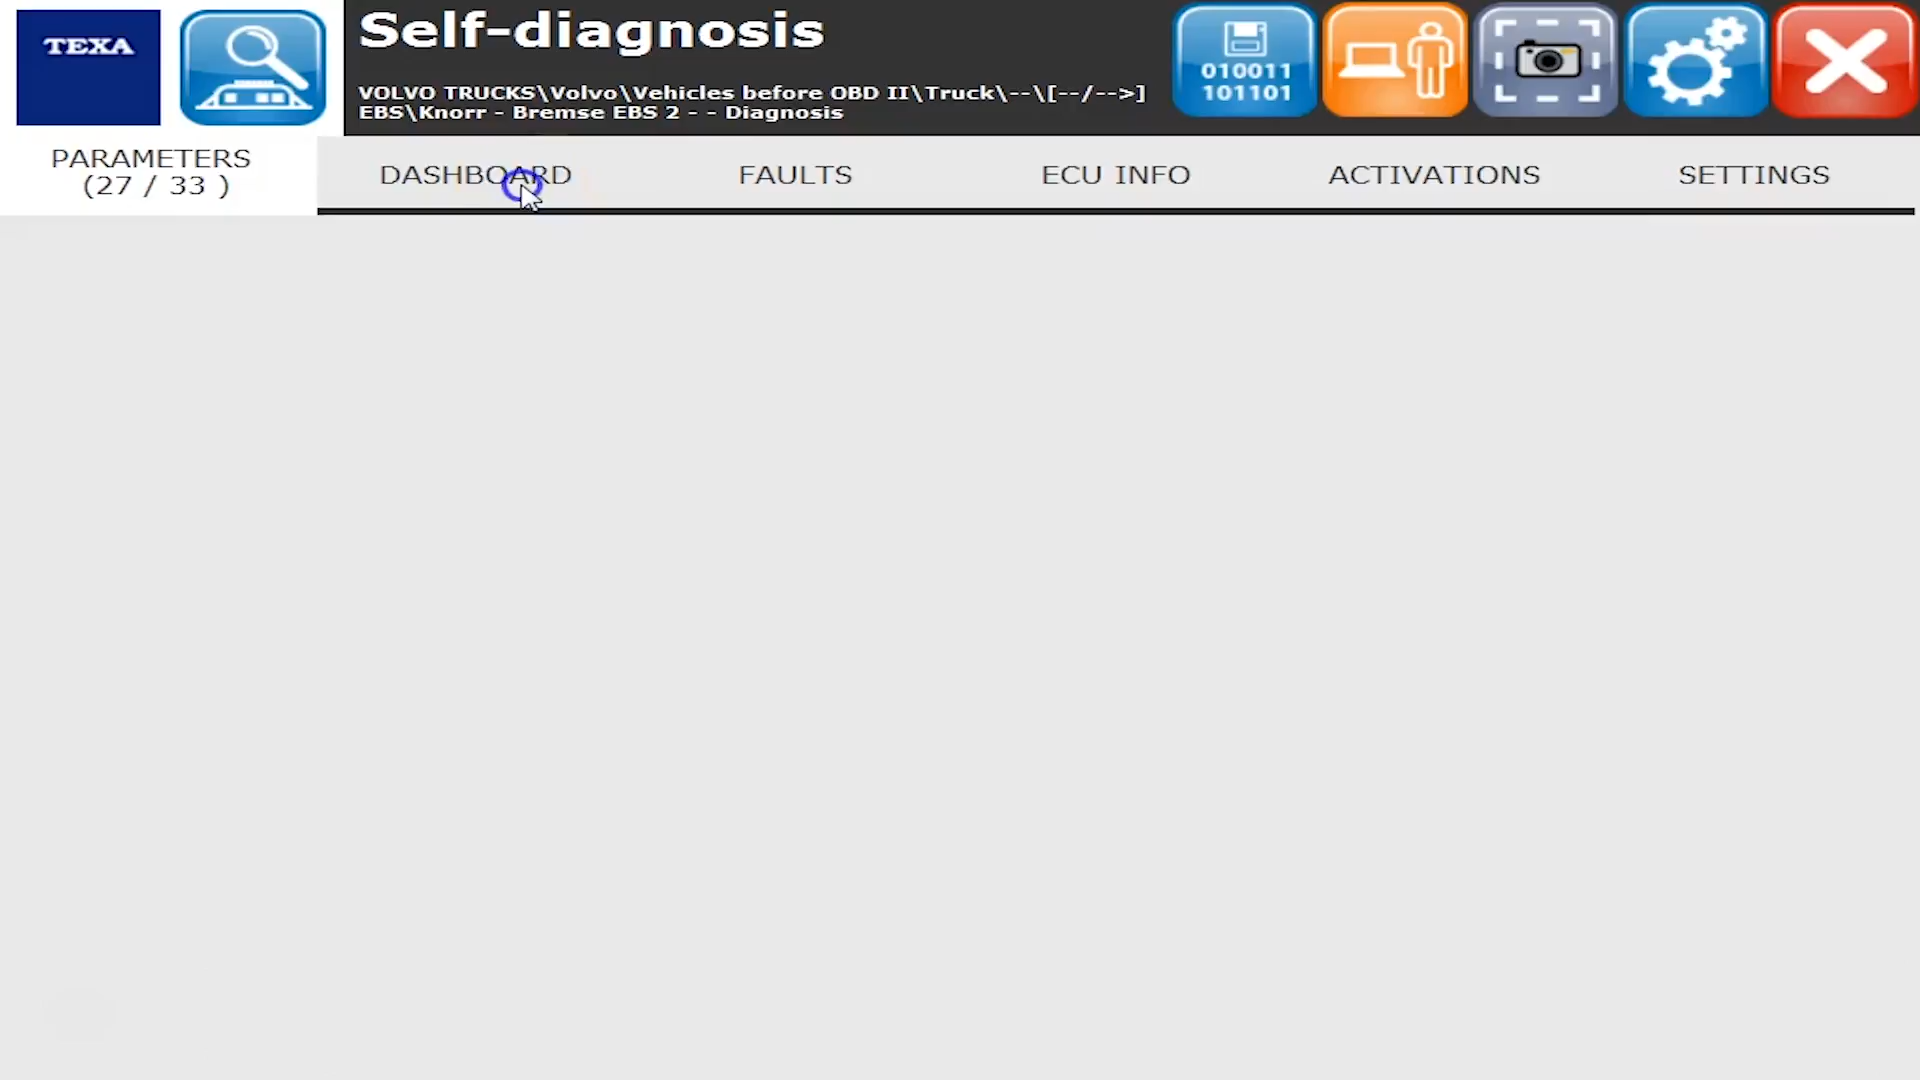 TEXA
Self-diagnosis
VOLVO TRUCKS\Volvo\Vehicles before OBD II\Truck\--\[--/-->]
EBS\Knorr - Bremse EBS 2 - - Diagnosis
010011
101101
PARAMETERS
(27 / 33 )
DASHBOARD
FAULTS
ECU INFO
ACTIVATIONS
SETTINGS